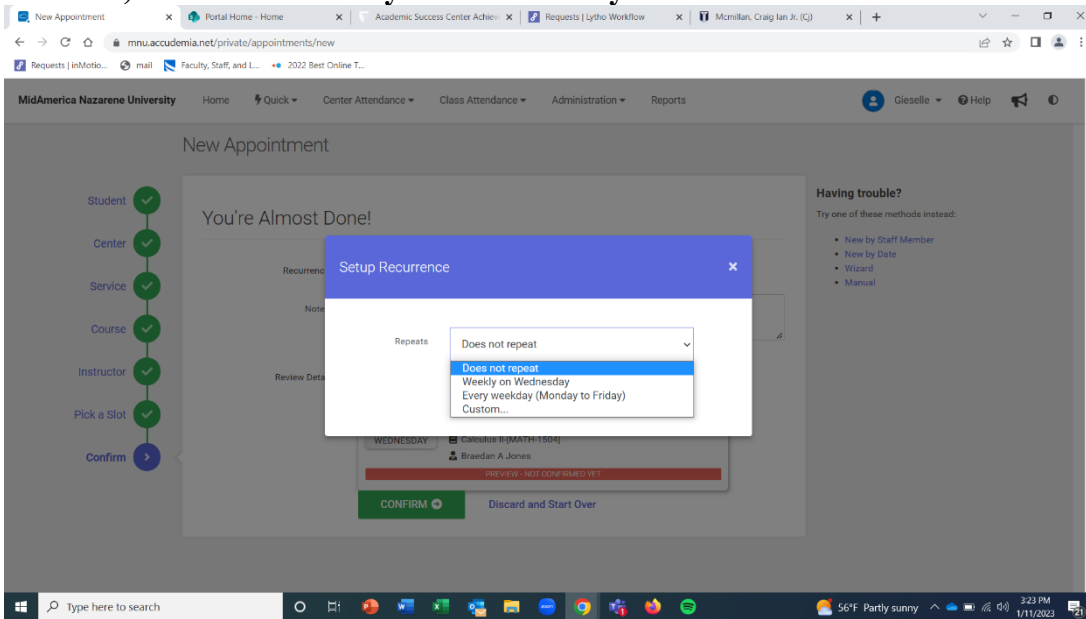 New Appointment
Portal Home - Home
Academic Success Center Achiev
Requests | Lytho Workflow
Mcmillan, Craig Ian Jr. (Cj)
mnu.accudemia.net/private/appointments/new
Requests | inMotio...
mail
Faculty, Staff, and L...
2022 Best Online T...
MidAmerica Nazarene University
Home
Quick
Center Attendance
Class Attendance
Administration
Reports
Gieselle
Help
New Appointment
Student
Center
Service
Course
Instructor
Pick a Slot
Confirm
You're Almost Done!
Recurrenc
Note
Review Deta
Setup Recurrence
×
Repeats
Does not repeat
Does not repeat
Weekly on Wednesday
Every weekday (Monday to Friday)
Custom...
WEDNESDAY
Calculus II-[MATH-1504]
Braedan A Jones
PREVIEW - NOT CONFIRMED YET
CONFIRM
Discard and Start Over
Having trouble?
Try one of these methods instead:
• New by Staff Member
• New by Date
• Wizard
• Manual
Type here to search
56°F Partly sunny
3:23 PM
1/11/2023
21